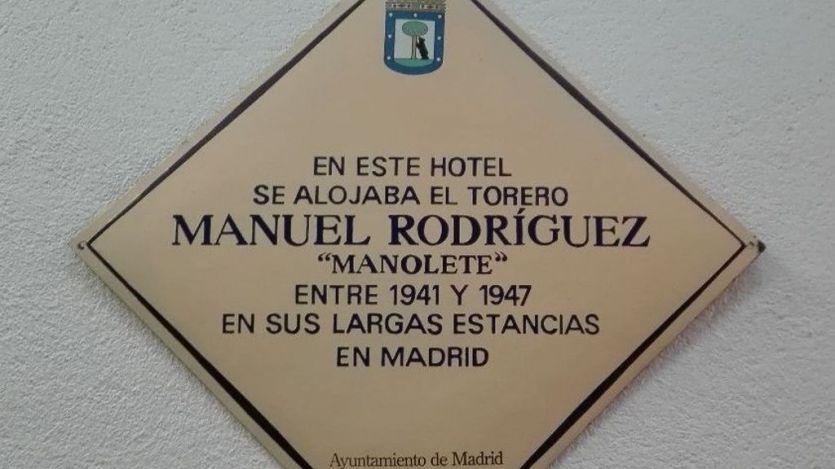 EN ESTE HOTEL
SE ALOJABA EL TORERO
MANUEL RODRÍGUEZ
"MANOLETE"
ENTRE 1941 Y 1947
EN SUS LARGAS ESTANCIAS
EN MADRID
Ayuntamiento de Madrid